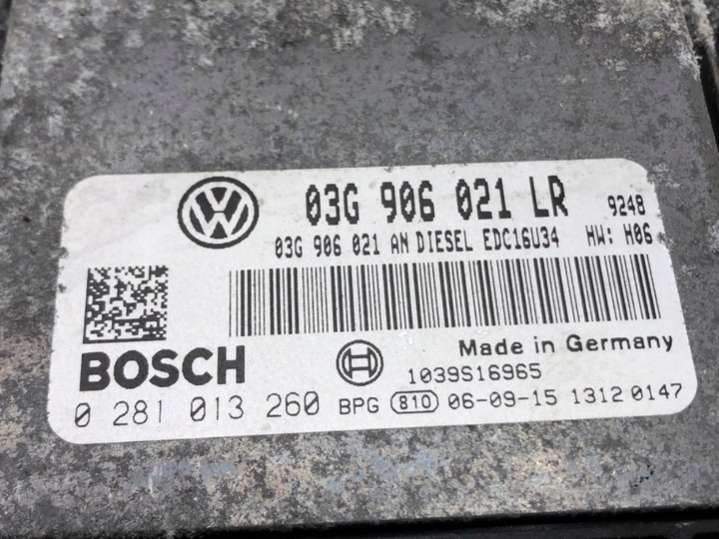 03G 906 021 LR 9248
03G 906 021 AN DIESEL EDC16U34 HW: H06
Made in Germany
BOSCH 1039S16965
0 281 013 260 BPG 810 06-09-15 1312 0147